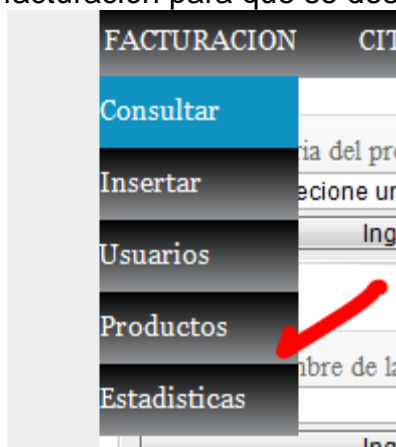 facturacion para que se des
FACTURACION CIT
Consultar
ria del pro
Insertar
ecione un
Ing
Usuarios
Productos
nbre de la
Estadisticas
Ing